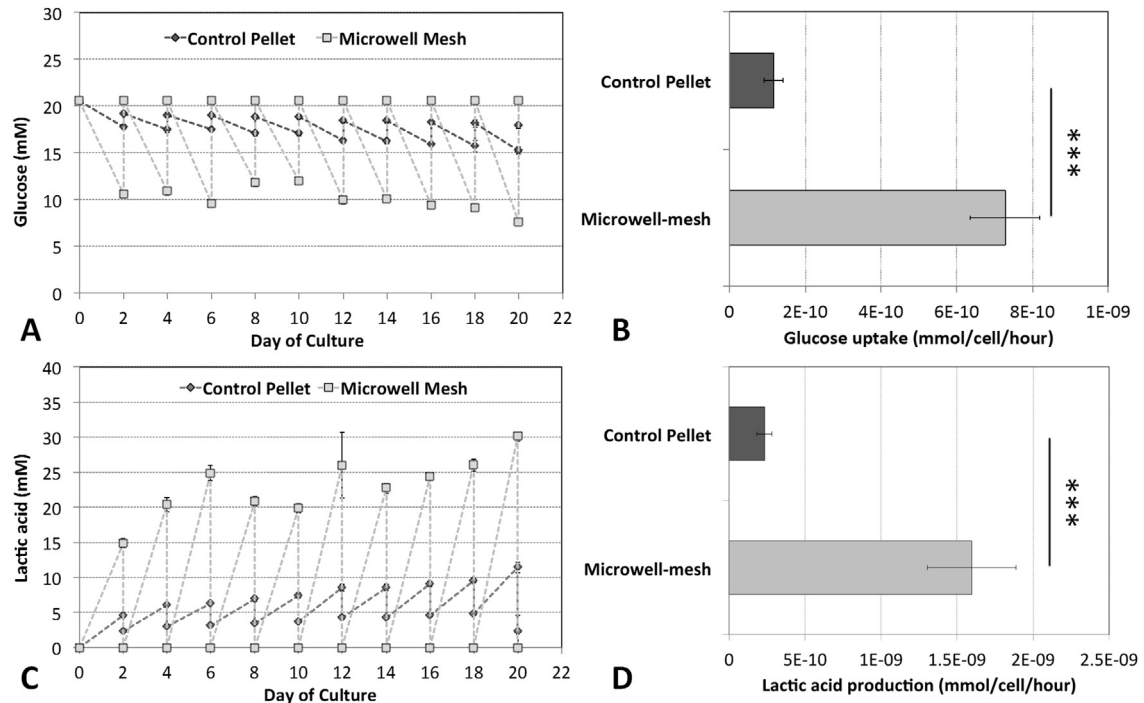 30
25
20
15
10
5
0
Glucose (mM)
Control Pellet Microwell Mesh
0 2 4 6 8 10 12 14 16 18 20 22
Day of Culture
A
Control Pellet
Microwell-mesh
***
0 2E-10 4E-10 6E-10 8E-10 1E-09
Glucose uptake (mmol/cell/hour)
B
40
35
30
25
20
15
10
5
0
Lactic acid (mM)
Control Pellet Microwell Mesh
0 2 4 6 8 10 12 14 16 18 20 22
Day of Culture
C
Control Pellet
Microwell-mesh
***
0 5E-10 1E-09 1.5E-09 2E-09 2.5E-09
Lactic acid production (mmol/cell/hour)
D